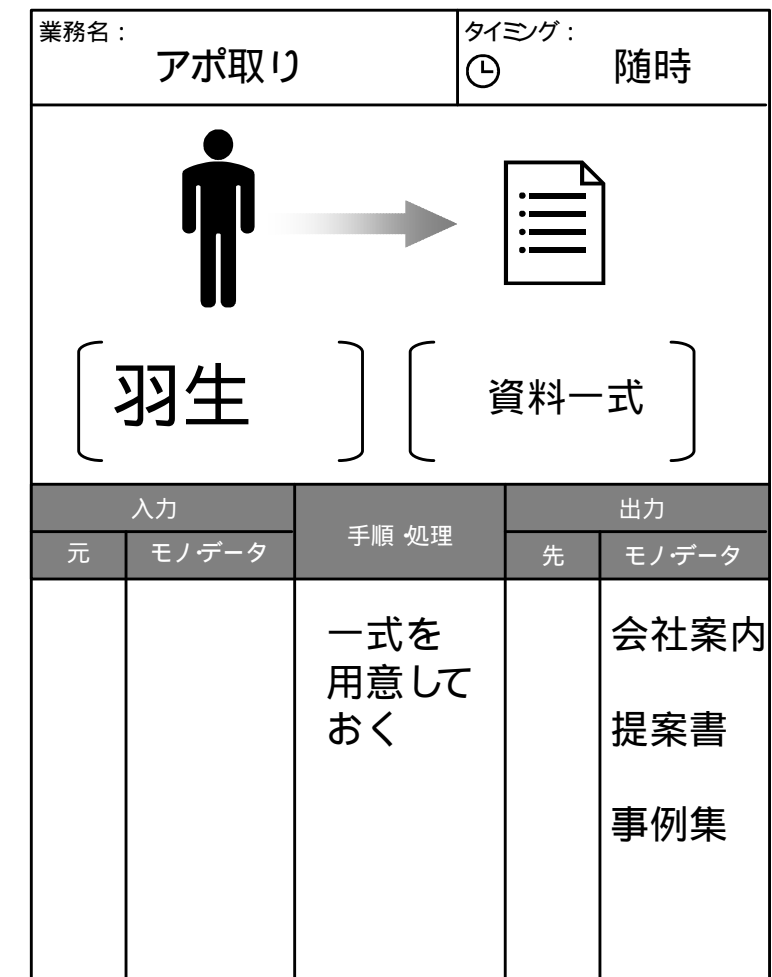 業務名：
アポ取り
タイミング：
随時
羽生
資料一式
入力
手順・処理
出力
元
モノ・データ
先
モノ・データ
一式を
用意して
おく
会社案内
提案書
事例集